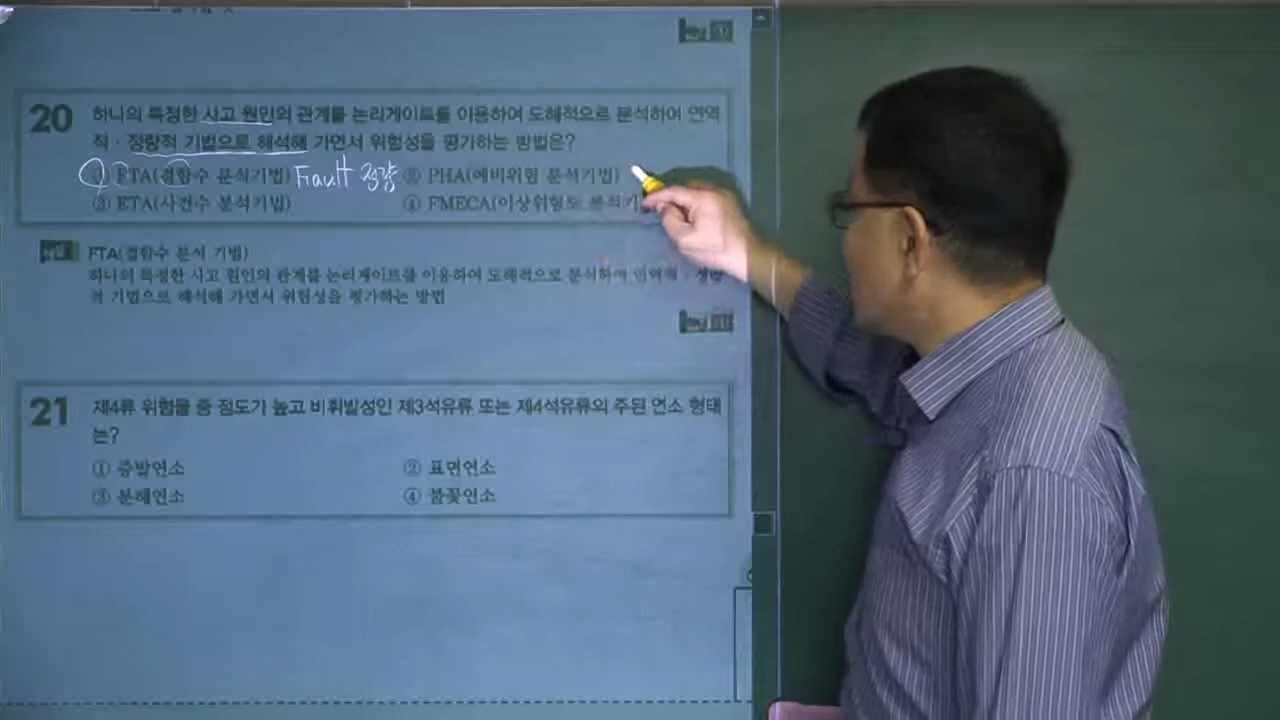 20 하나의 특정한 사고 원인의 관계를 논리게이트를 이용하여 도해적으로 분석하여 연역
적 · 정량적 기법으로 해석해 가면서 위험성을 평가하는 방법은?
① FTA(결함수 분석기법) Fault 정량 ② PHA(예비위험 분석기법)
③ ETA(사건수 분석기법) ④ FMECA(이상위험도 분석기
해설 FTA(결함수 분석 기법)
하나의 특정한 사고 원인의 관계를 논리게이트를 이용하여 도해적으로 분석하여 연역적 · 정량
적 기법으로 해석해 가면서 위험성을 평가하는 방법
해답 ①
21 제4류 위험물 중 점도가 높고 비휘발성인 제3석유류 또는 제4석유류의 주된 연소 형태
는?
① 증발연소 ② 표면연소
③ 분해연소 ④ 불꽃연소